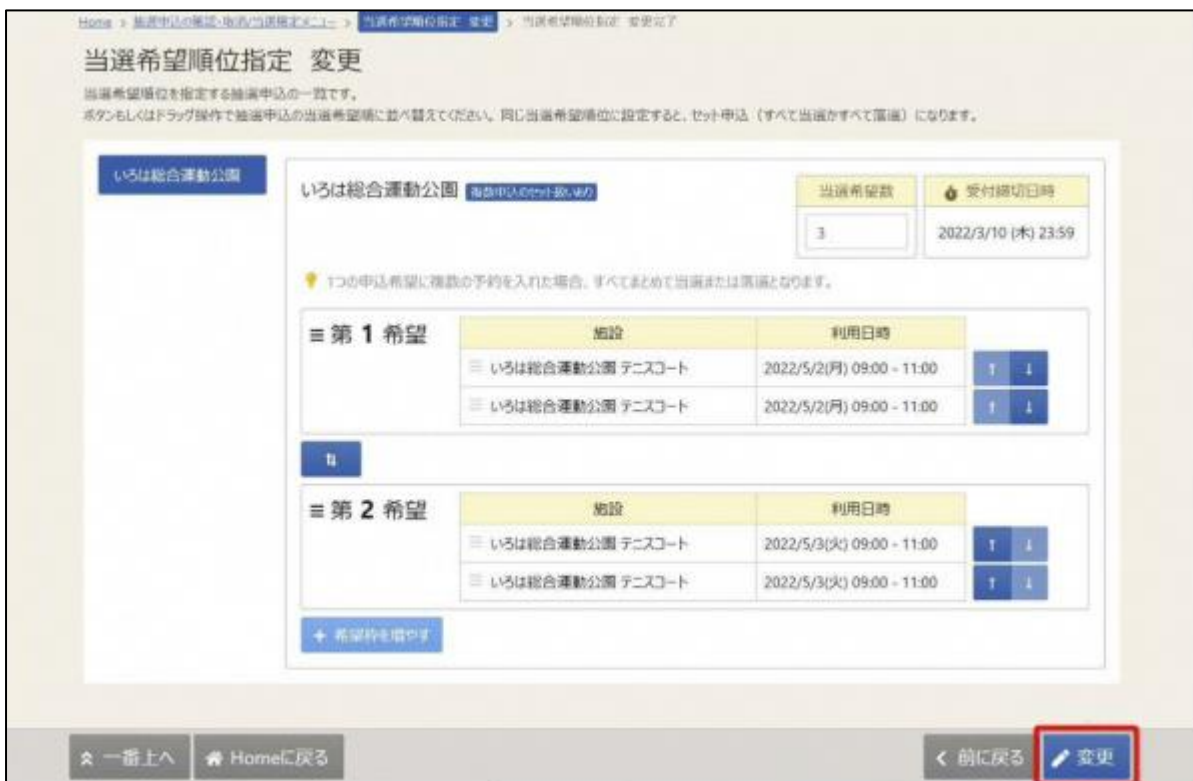 Home > 抽選申込の確認・取消/当選確定メニュー > 当選希望順位指定 変更 > 当選希望順位指定 変更完了
当選希望順位指定 変更
当選希望順位を指定する抽選申込の一覧です。
ボタンもしくはドラッグ操作で抽選申込の当選希望順に並べ替えてください。同じ当選希望順位に設定すると、セット申込（すべて当選かすべて落選）になります。
いろは総合運動公園
いろは総合運動公園 複数申込のセット扱いあり
当選希望数 受付締切日時
3 2022/3/10 (木) 23:59
1つの申込希望に複数の予約を入れた場合、すべてまとめて当選または落選となります。
第 1 希望 施設 利用日時
いろは総合運動公園 テニスコート 2022/5/2(月) 09:00 - 11:00 ↑ ↓
いろは総合運動公園 テニスコート 2022/5/2(月) 09:00 - 11:00 ↑ ↓
第 2 希望 施設 利用日時
いろは総合運動公園 テニスコート 2022/5/3(火) 09:00 - 11:00 ↑ ↓
いろは総合運動公園 テニスコート 2022/5/3(火) 09:00 - 11:00 ↑ ↓
+ 希望枠を増やす
一番上へ Homeに戻る 前に戻る 変更